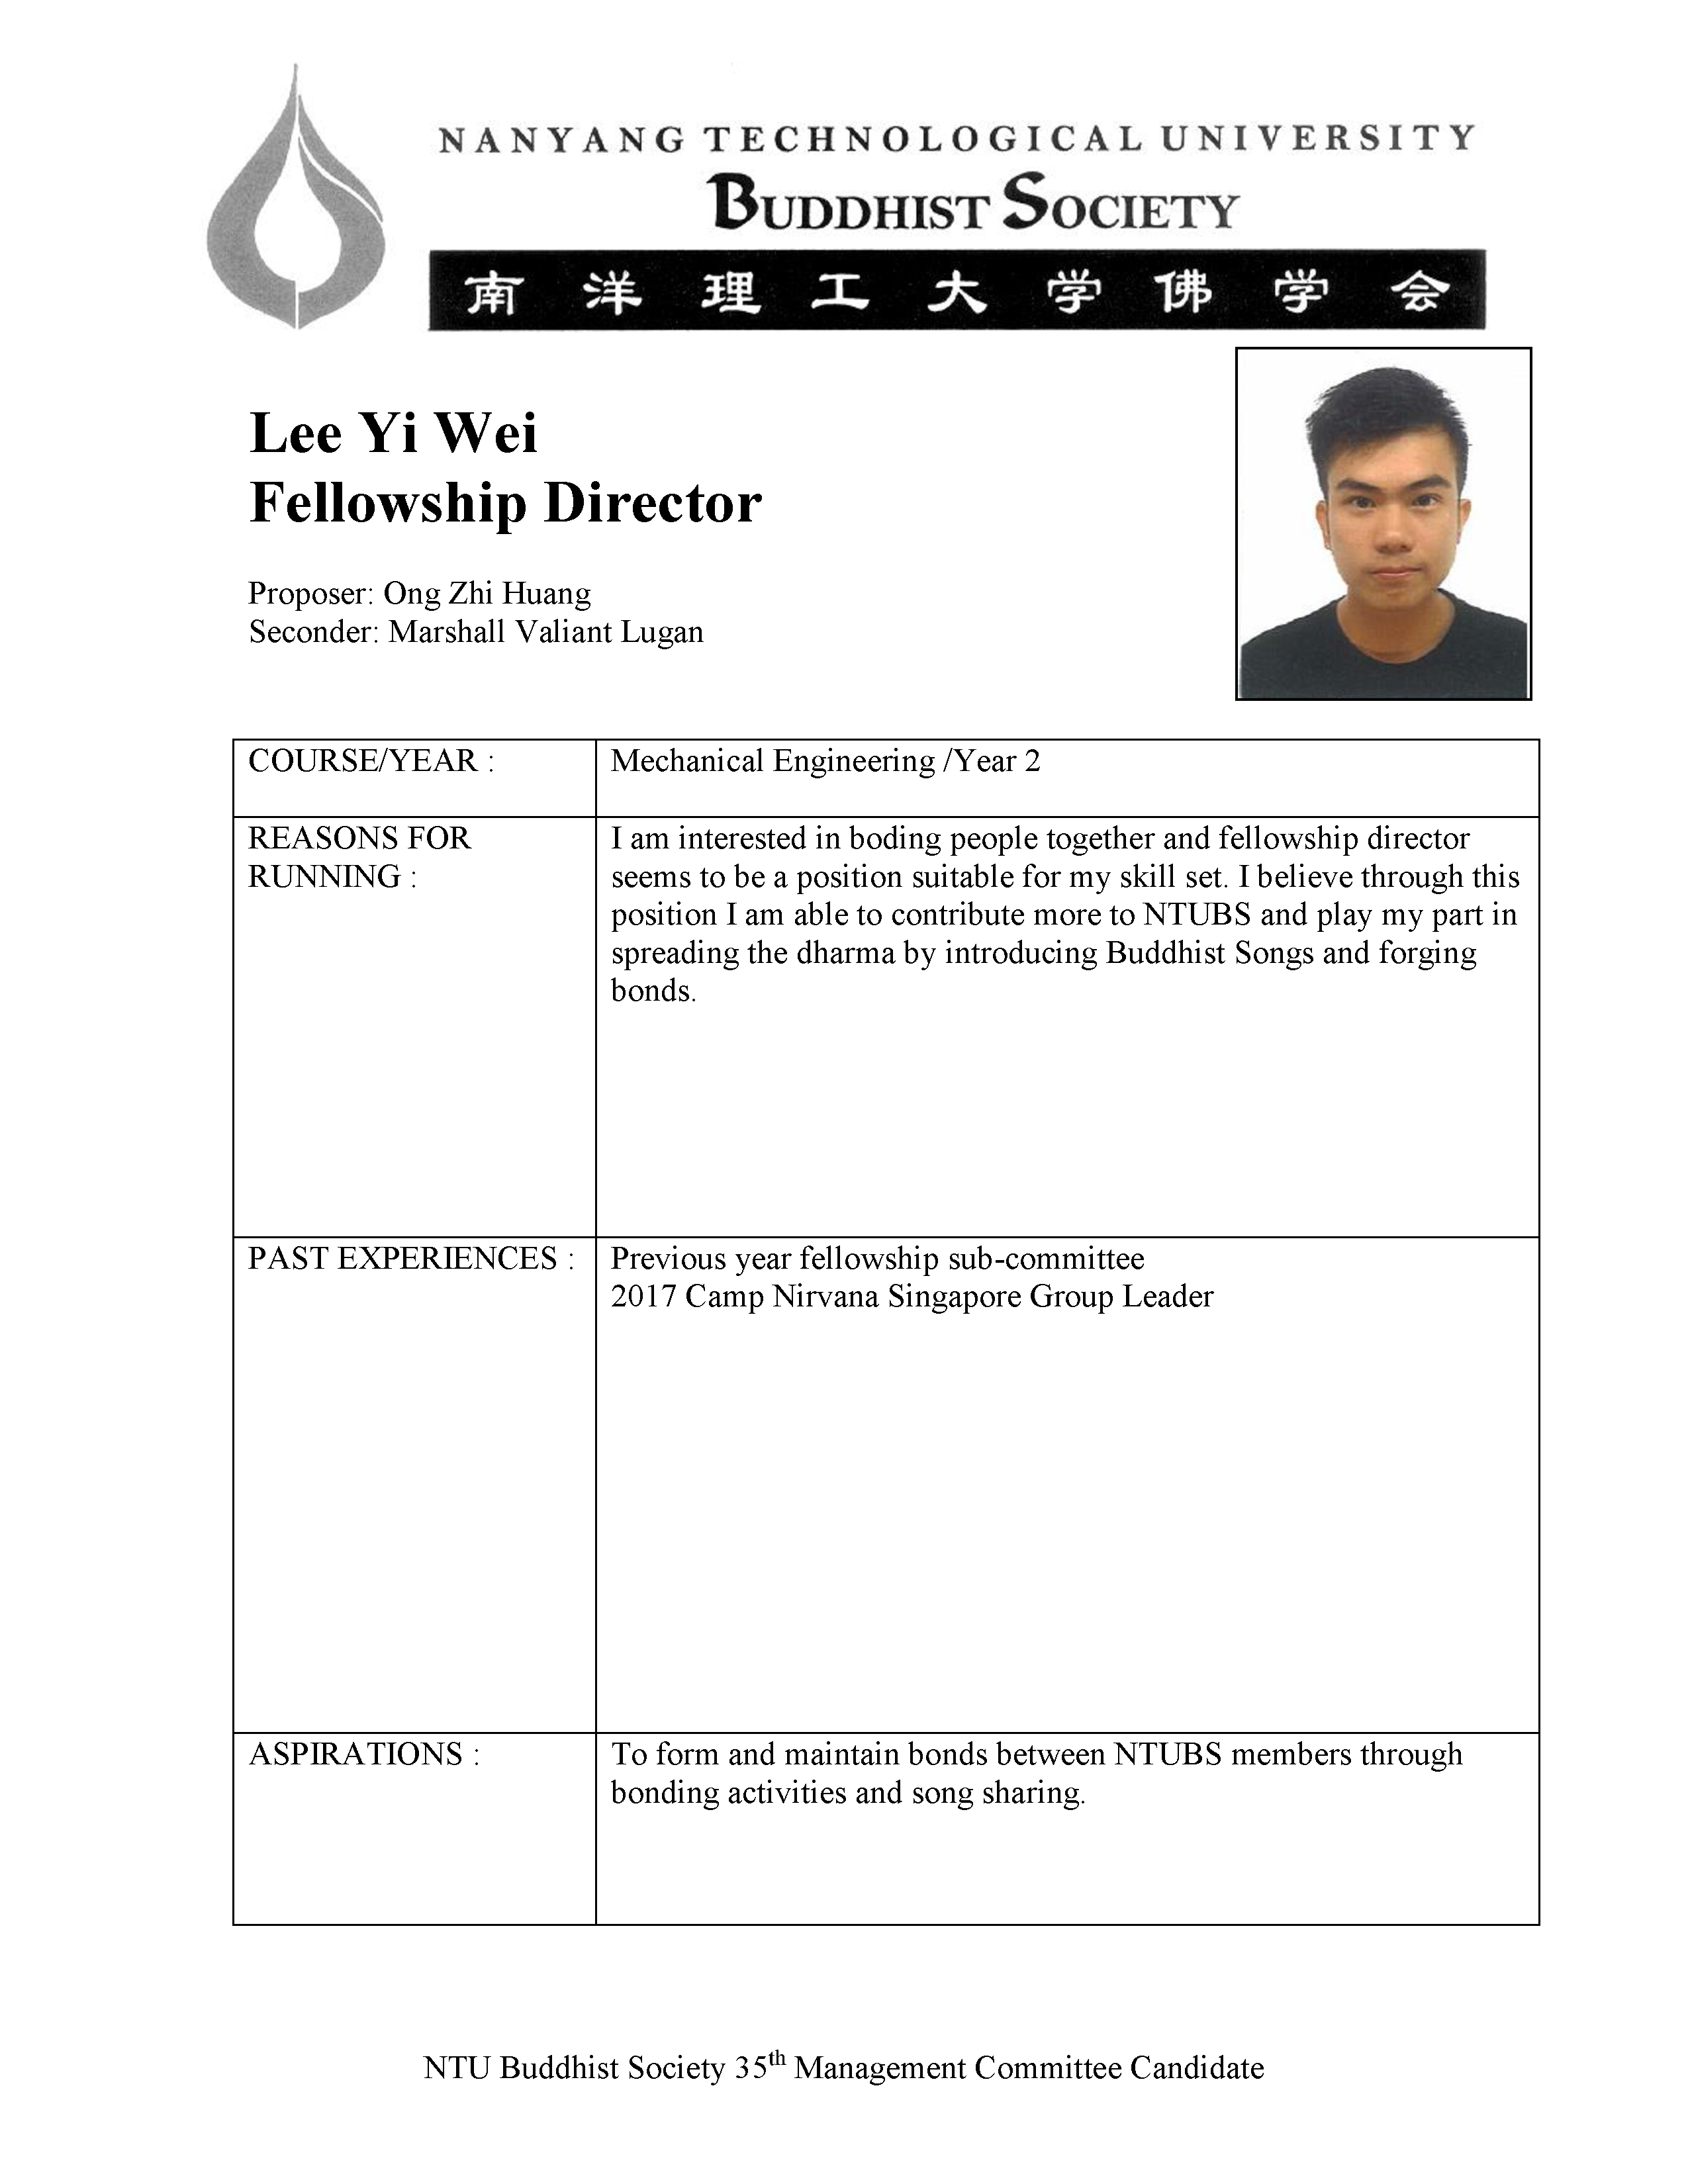 NANYANG TECHNOLOGICAL UNIVERSITY
BUDDHIST SOCIETY
南洋理工大学佛学会
Lee Yi Wei
Fellowship Director
Proposer: Ong Zhi Huang
Seconder: Marshall Valiant Lugan
COURSE/YEAR :
Mechanical Engineering /Year 2
REASONS FOR
RUNNING :
I am interested in boding people together and fellowship director
seems to be a position suitable for my skill set. I believe through this
position I am able to contribute more to NTUBS and play my part in
spreading the dharma by introducing Buddhist Songs and forging
bonds.
PAST EXPERIENCES :
Previous year fellowship sub-committee
2017 Camp Nirvana Singapore Group Leader
ASPIRATIONS :
To form and maintain bonds between NTUBS members through
bonding activities and song sharing.
NTU Buddhist Society 35th Management Committee Candidate